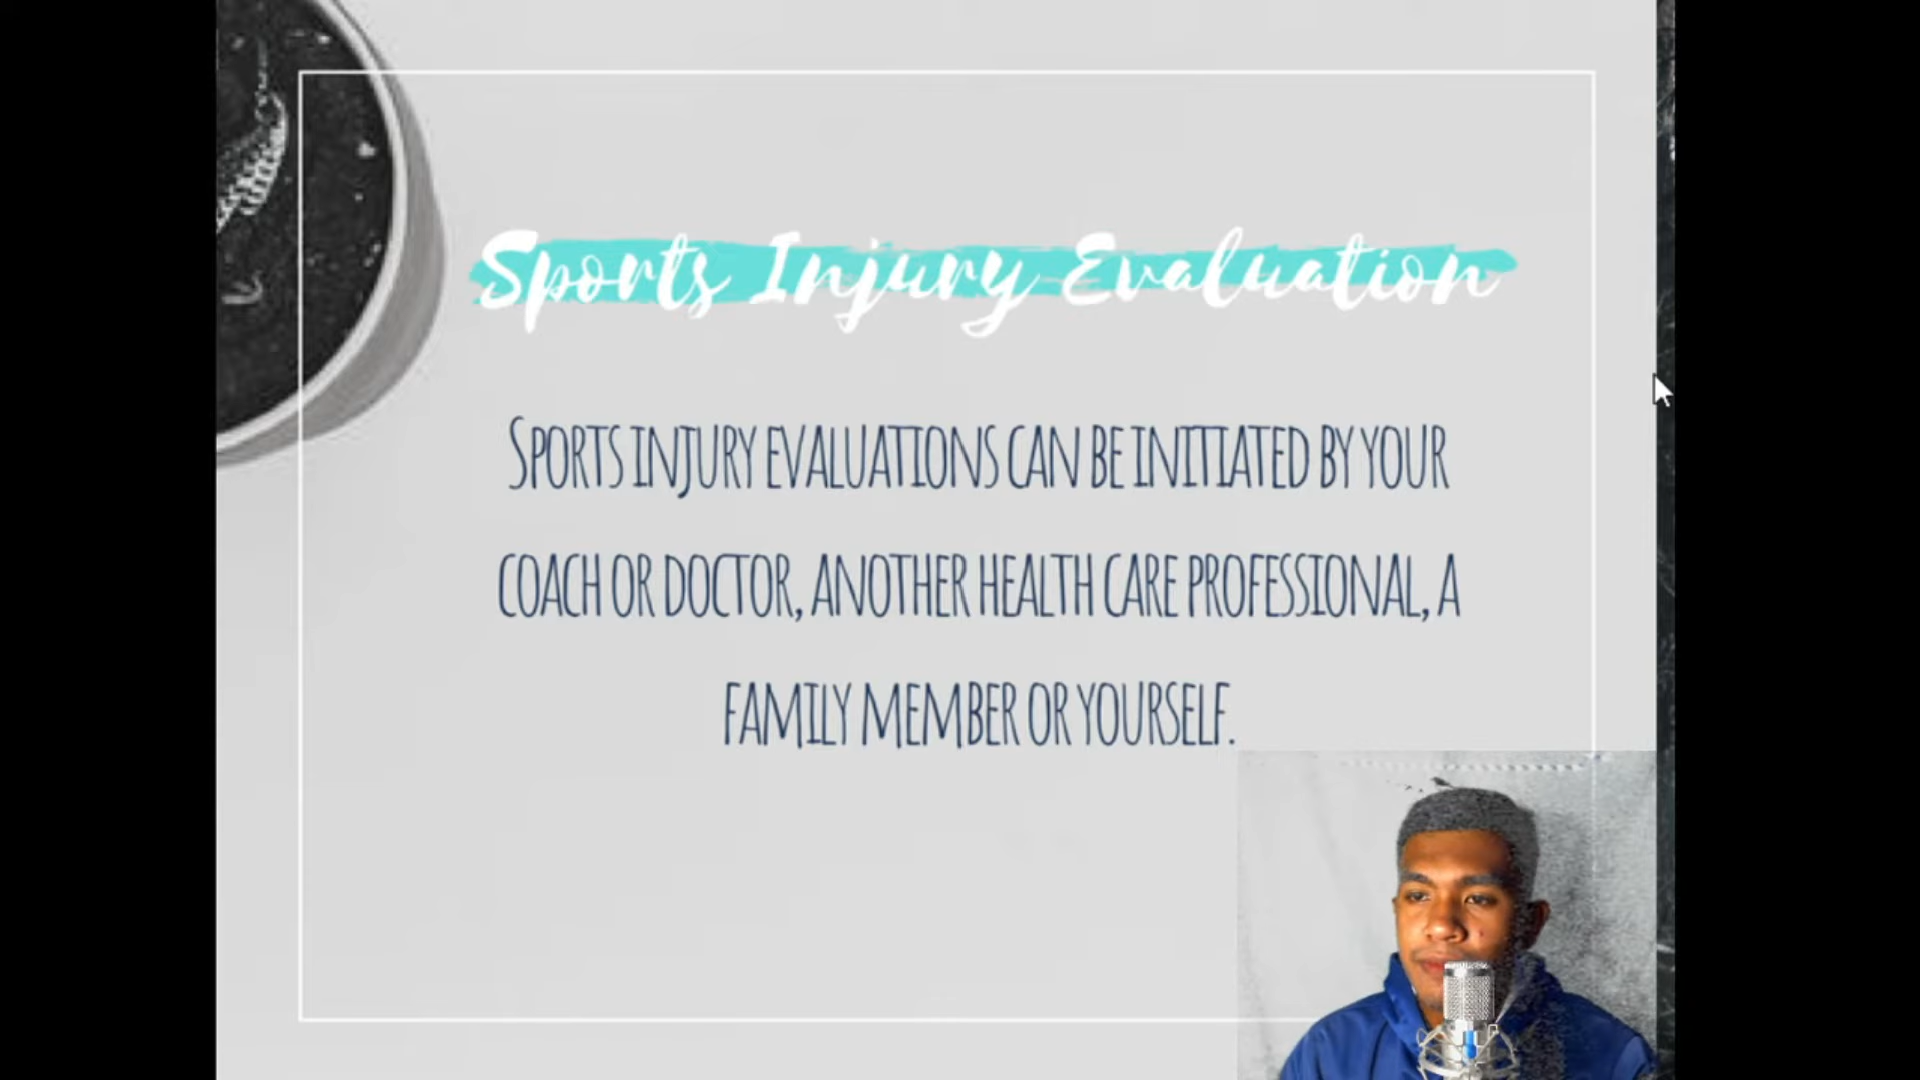 Sports Injury Evaluation
Sports injury evaluations can be initiated by your
coach or doctor, another health care professional, a
family member or yourself.